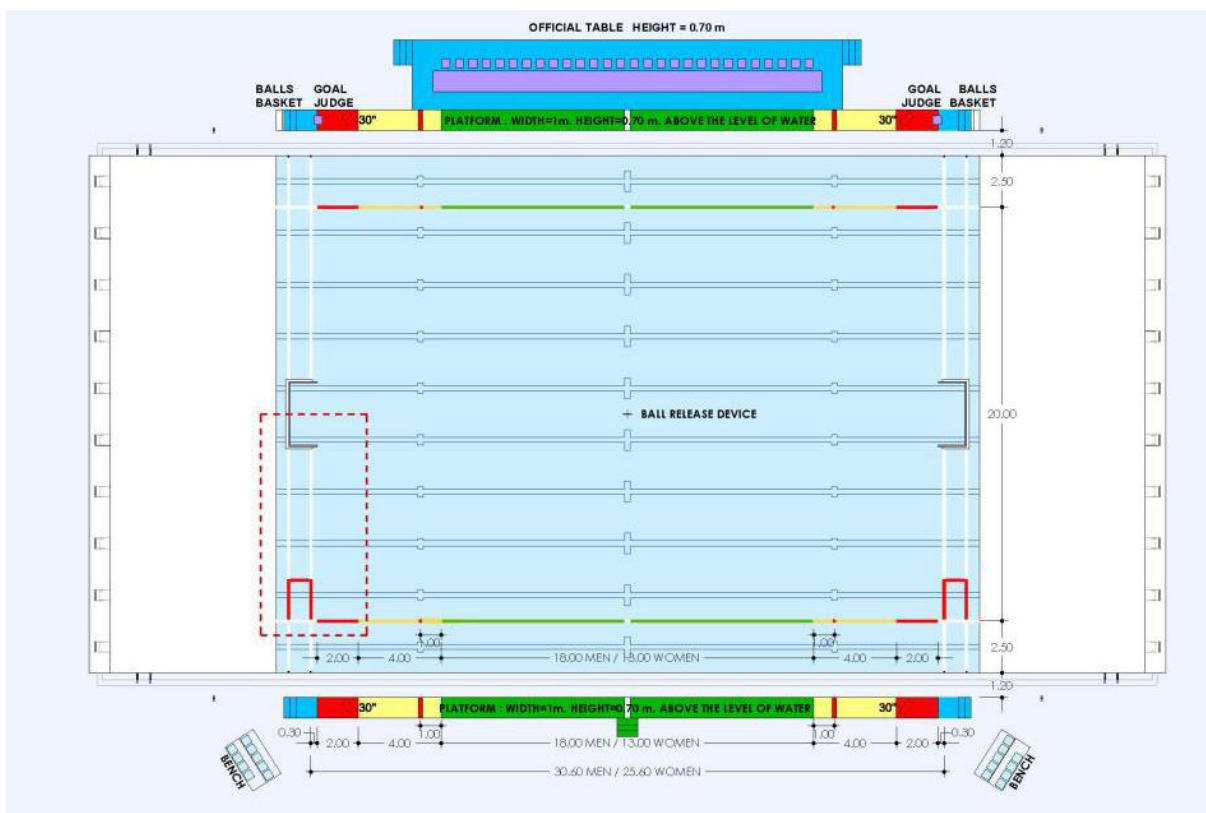 OFFICIAL TABLE HEIGHT = 0.70 m
BALLS GOAL
BASKET JUDGE
GOAL BALLS
JUDGE BASKET
30" PLATFORM : WIDTH=1m. HEIGHT=0.70 m. ABOVE THE LEVEL OF WATER 30"
1.20
2.50
BALL RELEASE DEVICE
20.00
1.00
1.00
2.00 4.00 18.00 MEN / 13.00 WOMEN 4.00 2.00
2.50
1.20
30" PLATFORM : WIDTH=1m. HEIGHT=0.70 m. ABOVE THE LEVEL OF WATER 30"
0.30 2.00 4.00 1.00 18.00 MEN / 13.00 WOMEN 1.00 4.00 2.00 0.30
BENCH
BENCH
30.60 MEN / 25.60 WOMEN